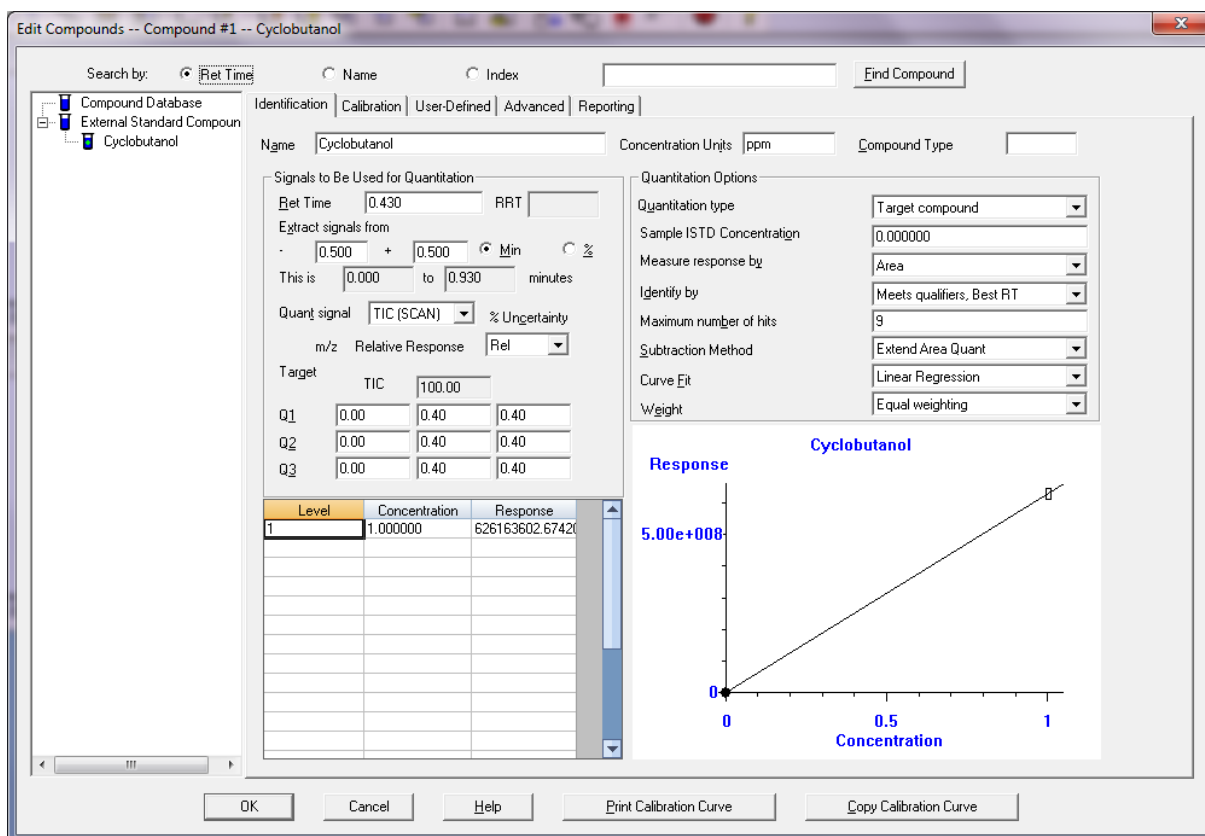 Edit Compounds -- Compound #1 -- Cyclobutanol
Search by: Ret Time Name Index Find Compound
Compound Database
External Standard Compoun
Cyclobutanol
Identification Calibration User-Defined Advanced Reporting
Name Cyclobutanol Concentration Units ppm Compound Type
Signals to Be Used for Quantitation
Ret Time 0.430 RRT
Extract signals from
- 0.500 + 0.500 Min %
This is 0.000 to 0.930 minutes
Quant signal TIC (SCAN) % Uncertainty
m/z Relative Response Rel
Target
TIC 100.00
Q1 0.00 0.40 0.40
Q2 0.00 0.40 0.40
Q3 0.00 0.40 0.40
Quantitation Options
Quantitation type Target compound
Sample ISTD Concentration 0.000000
Measure response by Area
Identify by Meets qualifiers, Best RT
Maximum number of hits 9
Subtraction Method Extend Area Quant
Curve Fit Linear Regression
Weight Equal weighting
Level Concentration Response
1 1.000000 626163602.67420
Cyclobutanol
Response
5.00e+008
0
0 0.5 1
Concentration
OK Cancel Help Print Calibration Curve Copy Calibration Curve